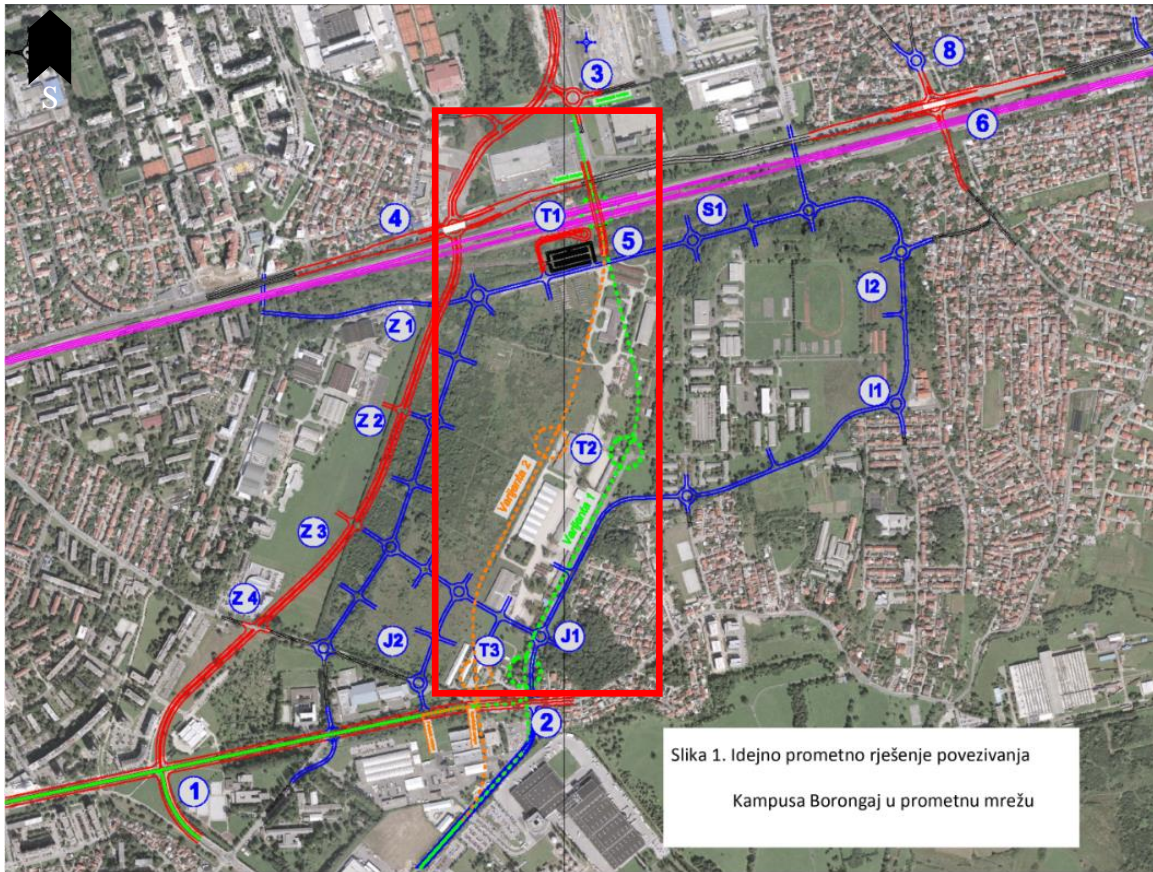 S
3
8
6
4
T1
5
S1
Z 1
I2
Z 2
I1
T2
Varijanta 2
Varijanta 1
Z 3
Z 4
J2
T3
J1
2
1
Slika 1. Idejno prometno rješenje povezivanja
Kampusa Borongaj u prometnu mrežu